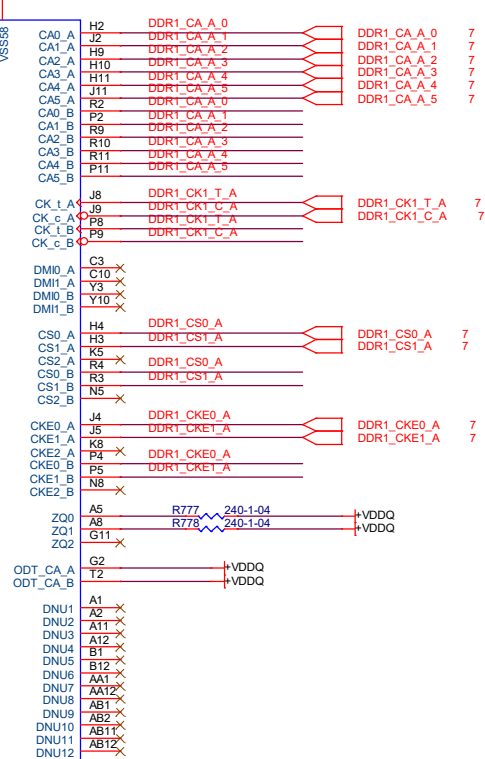 VSS58
CA0_A H2 DDR1_CA_A_0 DDR1_CA_A_0 7
CA1_A J2 DDR1_CA_A_1 DDR1_CA_A_1 7
CA2_A H9 DDR1_CA_A_2 DDR1_CA_A_2 7
CA3_A H10 DDR1_CA_A_3 DDR1_CA_A_3 7
CA4_A H11 DDR1_CA_A_4 DDR1_CA_A_4 7
CA5_A J11 DDR1_CA_A_5 DDR1_CA_A_5 7
CA0_B R2 DDR1_CA_A_0
CA1_B P2 DDR1_CA_A_1
CA2_B R9 DDR1_CA_A_2
CA3_B R10 DDR1_CA_A_3
CA4_B R11 DDR1_CA_A_4
CA5_B P11 DDR1_CA_A_5
CK_t_A J8 DDR1_CK1_T_A DDR1_CK1_T_A 7
CK_c_A J9 DDR1_CK1_C_A DDR1_CK1_C_A 7
CK_t_B P8 DDR1_CK1_T_A
CK_c_B P9 DDR1_CK1_C_A
DMI0_A C3
DMI1_A C10
DMI0_B Y3
DMI1_B Y10
CS0_A H4 DDR1_CS0_A DDR1_CS0_A 7
CS1_A H3 DDR1_CS1_A DDR1_CS1_A 7
CS2_A K5
CS0_B R4 DDR1_CS0_A
CS1_B R3 DDR1_CS1_A
CS2_B N5
CKE0_A J4 DDR1_CKE0_A DDR1_CKE0_A 7
CKE1_A J5 DDR1_CKE1_A DDR1_CKE1_A 7
CKE2_A K8
CKE0_B P4 DDR1_CKE0_A
CKE1_B P5 DDR1_CKE1_A
CKE2_B N8
ZQ0 A5 R777 240-1-04 +VDDQ
ZQ1 A8 R778 240-1-04 +VDDQ
ZQ2 G11
ODT_CA_A G2 +VDDQ
ODT_CA_B T2 +VDDQ
DNU1 A1
DNU2 A2
DNU3 A11
DNU4 A12
DNU5 B1
DNU6 B12
DNU7 AA1
DNU8 AA12
DNU9 AB1
DNU10 AB2
DNU11 AB11
DNU12 AB12